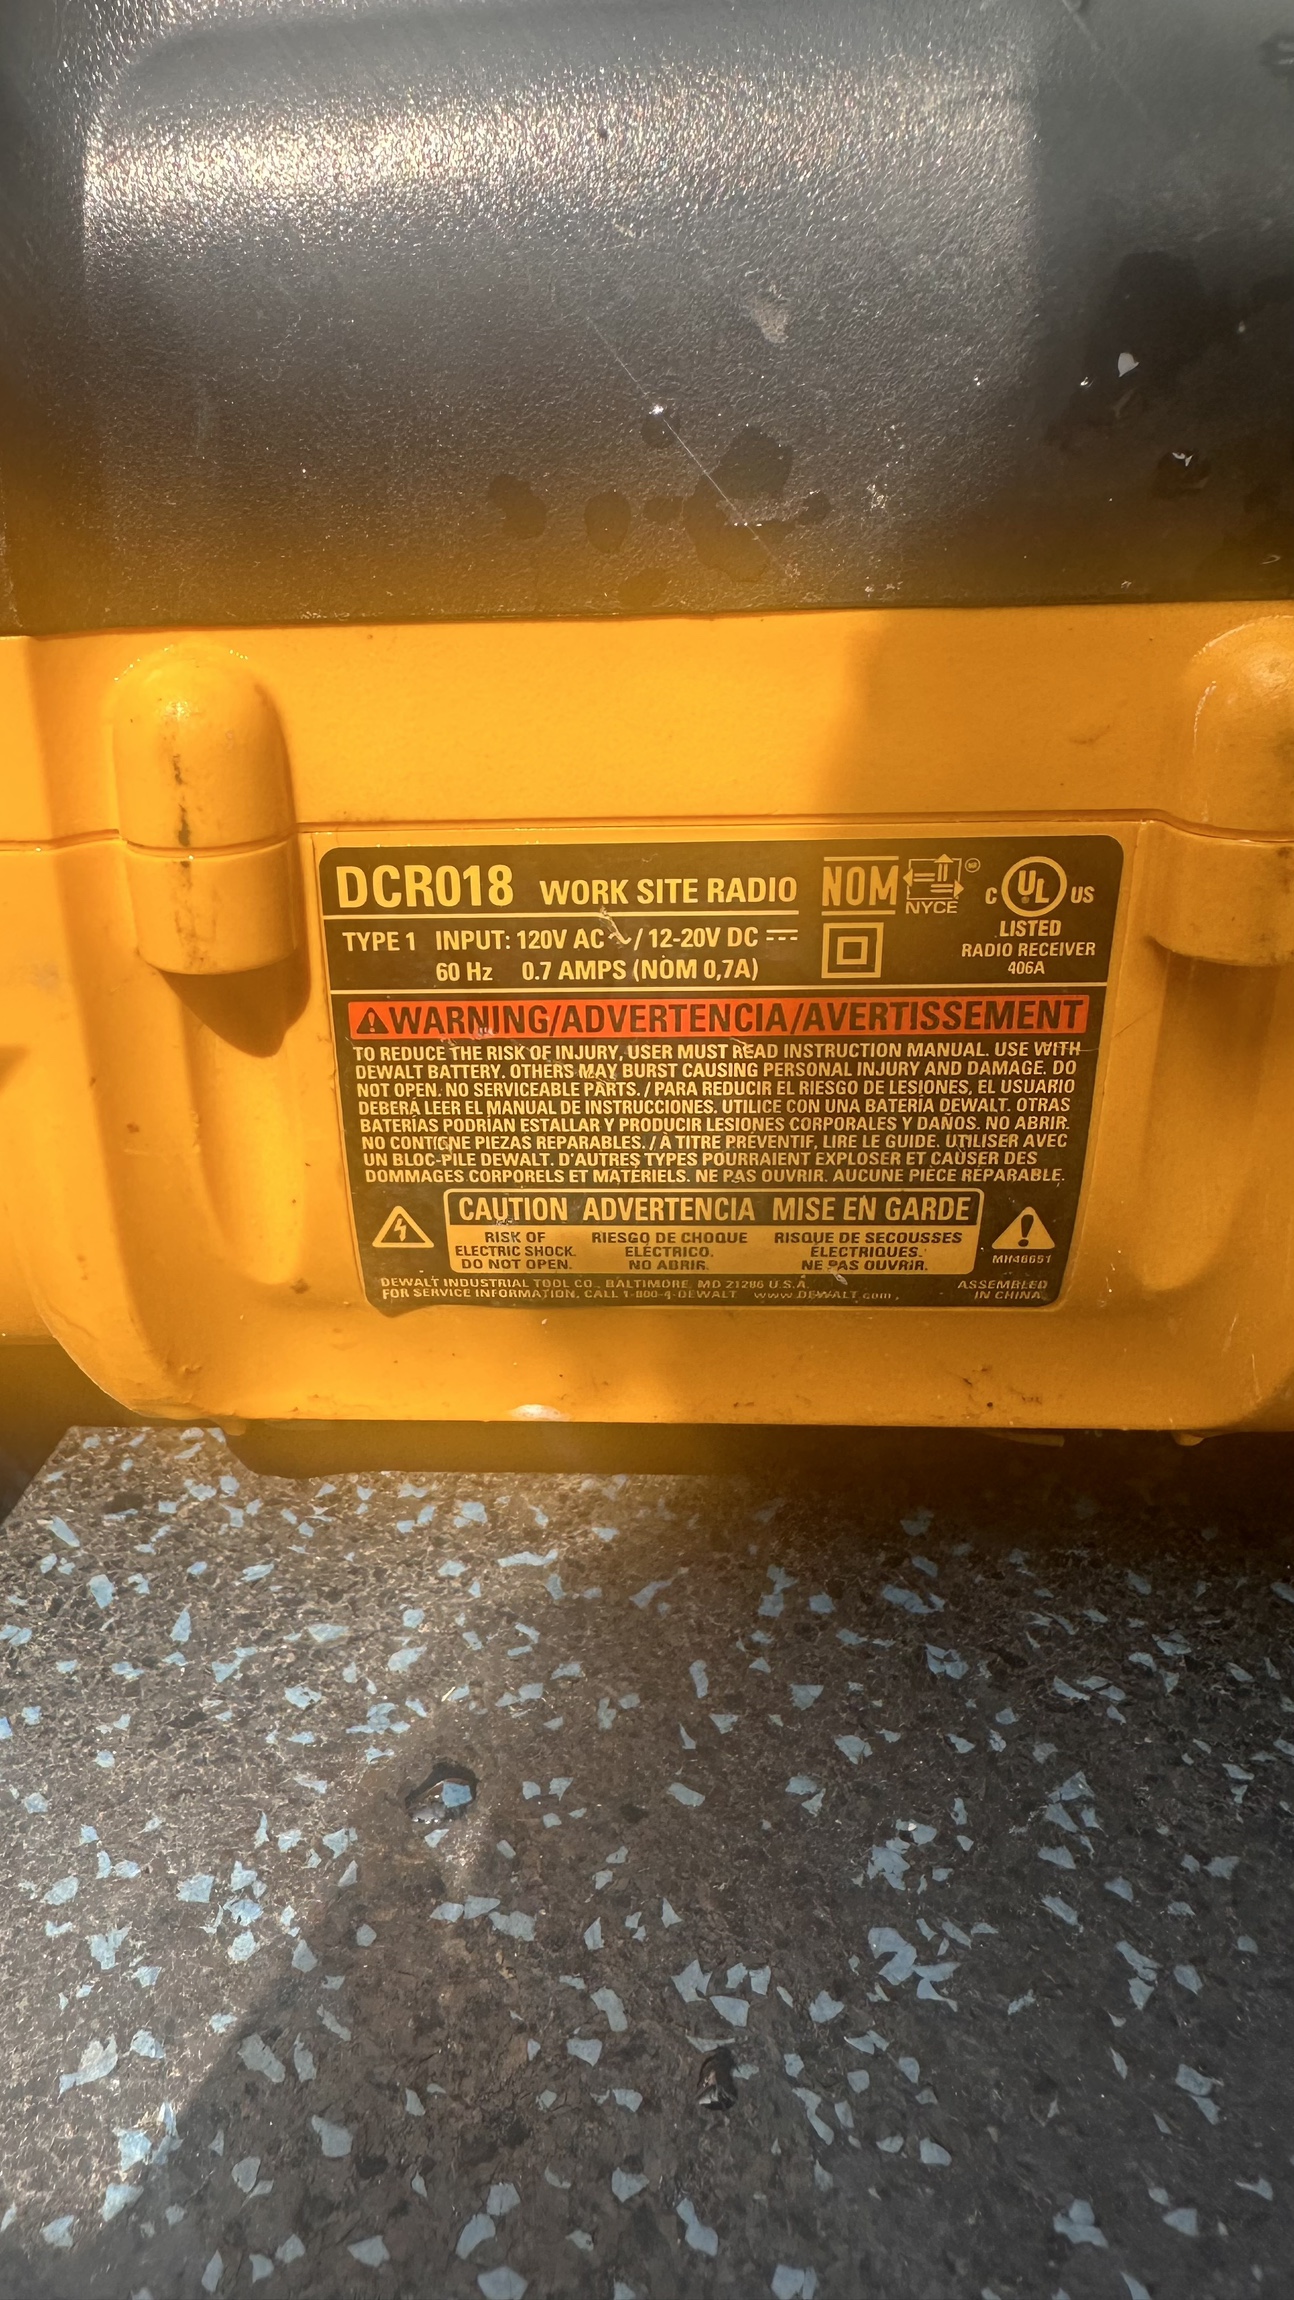 DCR018 WORK SITE RADIO
TYPE 1 INPUT: 120V AC ~ / 12-20V DC ⎓
60 Hz 0.7 AMPS (NOM 0,7A)
NOM
NYCE
C UL US
LISTED
RADIO RECEIVER
406A
⚠WARNING/ADVERTENCIA/AVERTISSEMENT
TO REDUCE THE RISK OF INJURY, USER MUST READ INSTRUCTION MANUAL. USE WITH
DEWALT BATTERY. OTHERS MAY BURST CAUSING PERSONAL INJURY AND DAMAGE. DO
NOT OPEN. NO SERVICEABLE PARTS. / PARA REDUCIR EL RIESGO DE LESIONES, EL USUARIO
DEBERÁ LEER EL MANUAL DE INSTRUCCIONES. UTILICE CON UNA BATERÍA DEWALT. OTRAS
BATERÍAS PODRÍAN ESTALLAR Y PRODUCIR LESIONES CORPORALES Y DAÑOS. NO ABRIR.
NO CONTIGNE PIEZAS REPARABLES. / À TITRE PRÉVENTIF, LIRE LE GUIDE. UTILISER AVEC
UN BLOC-PILE DEWALT. D'AUTRES TYPES POURRAIENT EXPLOSER ET CAUSER DES
DOMMAGES CORPORELS ET MATÉRIELS. NE PAS OUVRIR. AUCUNE PIÈCE RÉPARABLE.
CAUTION ADVERTENCIA MISE EN GARDE
RISK OF RIESGO DE CHOQUE RISQUE DE SECOUSSES
ELECTRIC SHOCK. ELÉCTRICO. ÉLECTRIQUES.
DO NOT OPEN. NO ABRIR. NE PAS OUVRIR.
MH46651
DEWALT INDUSTRIAL TOOL CO., BALTIMORE, MD 21286 U.S.A.
FOR SERVICE INFORMATION, CALL 1-800-4-DEWALT www.DEWALT.com
ASSEMBLED
IN CHINA